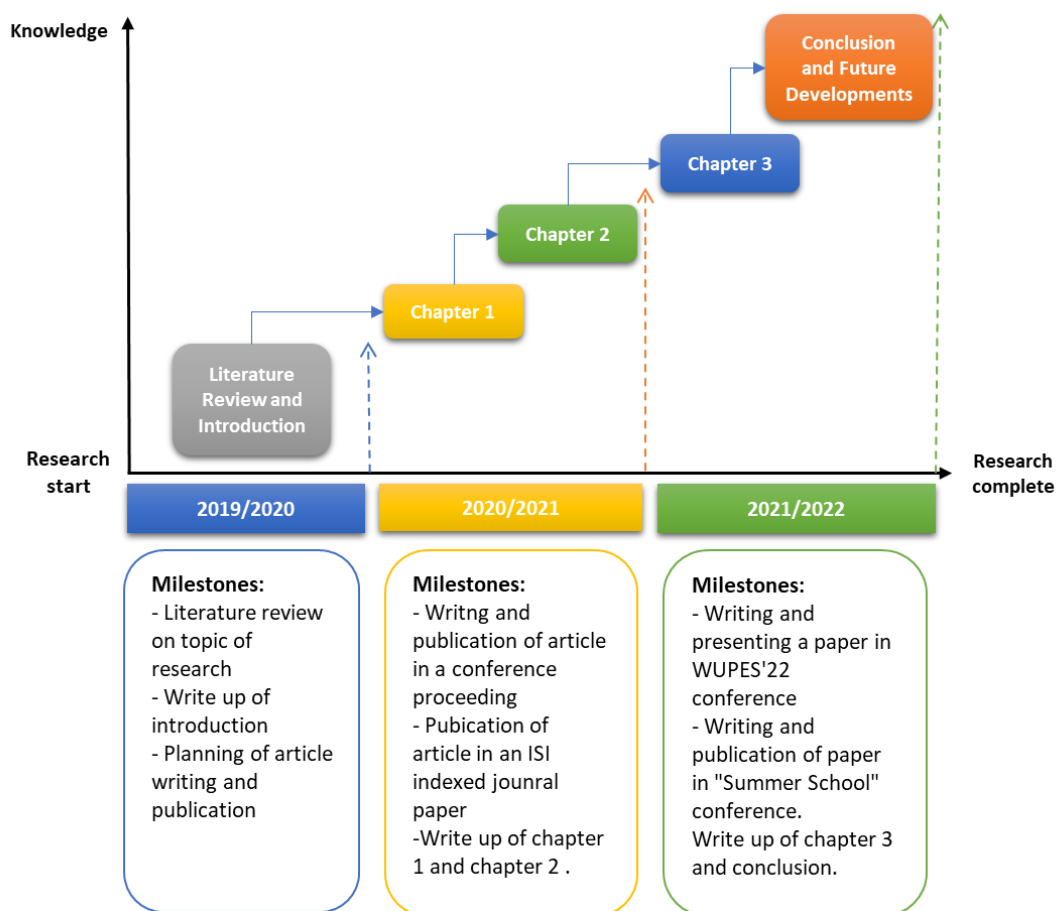 Knowledge
Conclusion
and Future
Developments
Chapter 3
Chapter 2
Chapter 1
Literature
Review and
Introduction
Research
start
Research
complete
2019/2020
2020/2021
2021/2022
Milestones:
- Literature review
on topic of
research
- Write up of
introduction
- Planning of article
writing and
publication
Milestones:
- Writng and
publication of article
in a conference
proceeding
- Pubication of
article in an ISI
indexed jounral
paper
-Write up of chapter
1 and chapter 2 .
Milestones:
- Writing and
presenting a paper in
WUPES'22
conference
- Writing and
publication of paper
in "Summer School"
conference.
Write up of chapter 3
and conclusion.